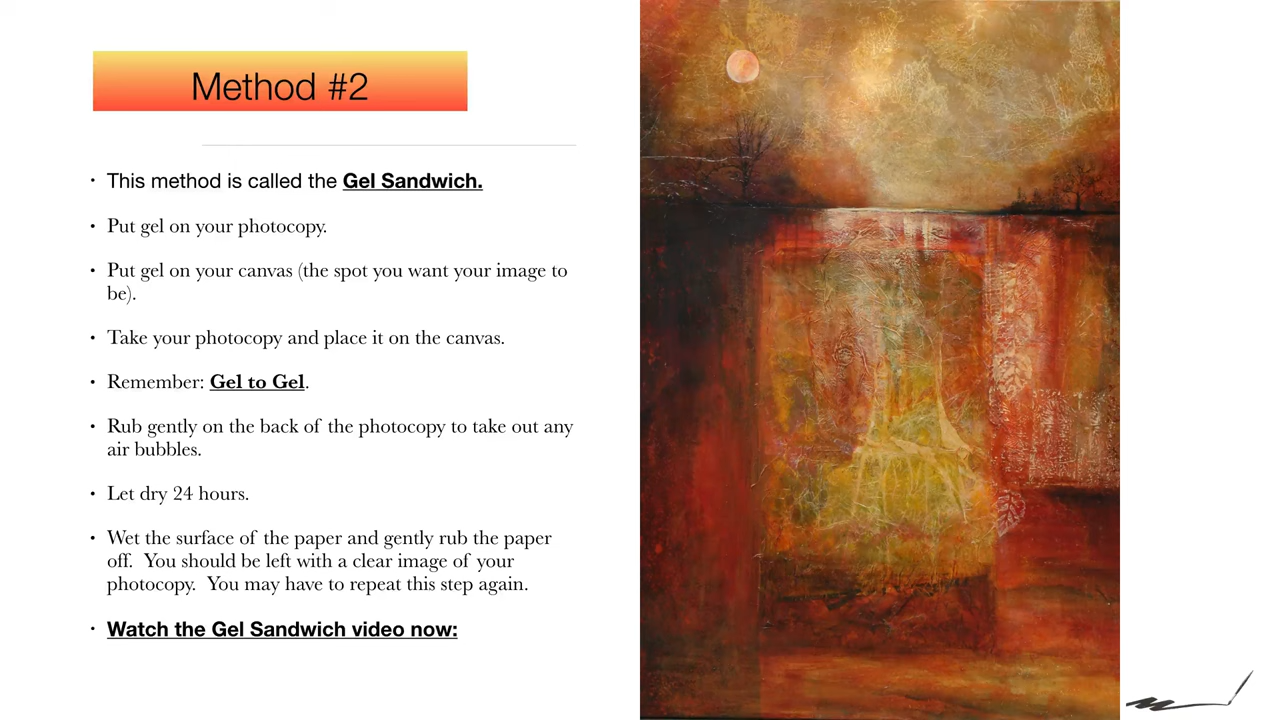 Method #2
• This method is called the Gel Sandwich.
• Put gel on your photocopy.
• Put gel on your canvas (the spot you want your image to
be).
• Take your photocopy and place it on the canvas.
• Remember: Gel to Gel.
• Rub gently on the back of the photocopy to take out any
air bubbles.
• Let dry 24 hours.
• Wet the surface of the paper and gently rub the paper
off.  You should be left with a clear image of your
photocopy.  You may have to repeat this step again.
• Watch the Gel Sandwich video now: